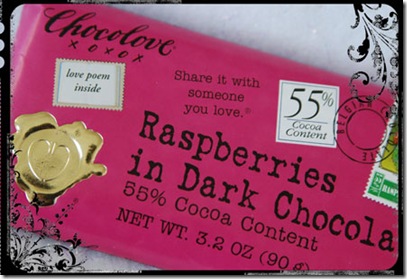 Chocolove
XOXOX
love poem
inside
Share it with
someone
you love.®
55%
Cocoa
Content
Raspberries
in Dark Chocola
55% Cocoa Content
NET WT. 3.2 OZ (90 g)